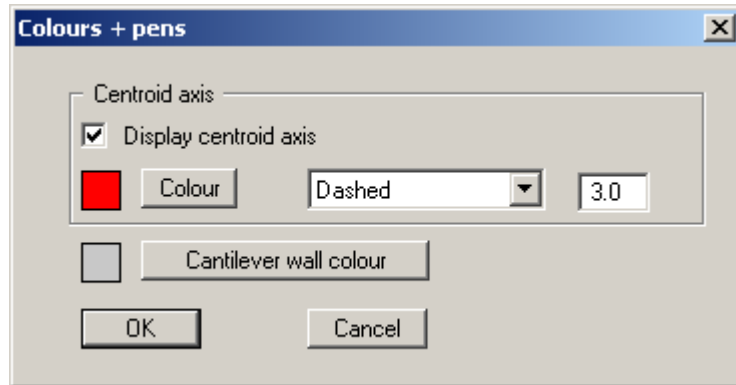 Colours + pens
Centroid axis
Display centroid axis
Colour Dashed 3.0
Cantilever wall colour
OK Cancel